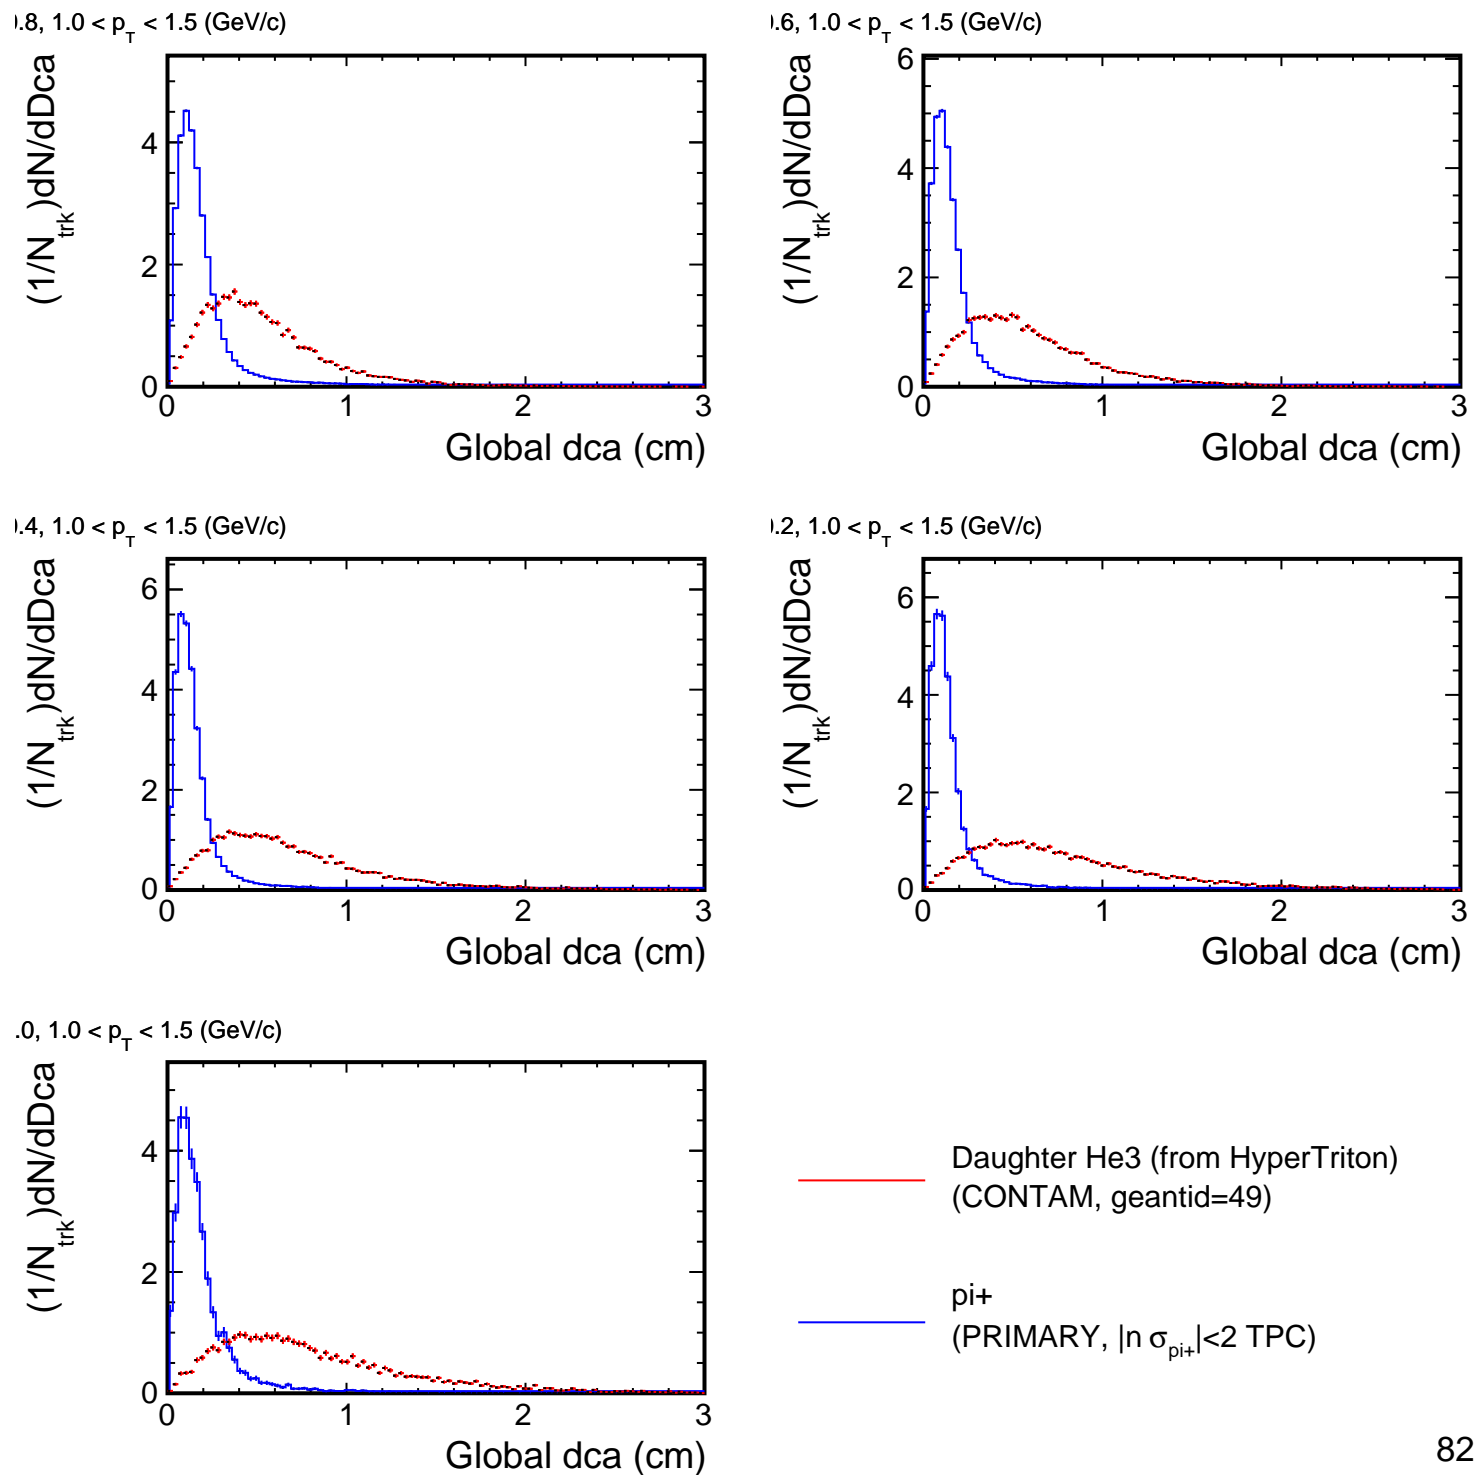 ).8, 1.0 < p_T < 1.5 (GeV/c)
(1/N_trk)dN/dDca
4
2
0
0 1 2 3
Global dca (cm)
).6, 1.0 < p_T < 1.5 (GeV/c)
(1/N_trk)dN/dDca
6
4
2
0
0 1 2 3
Global dca (cm)
).4, 1.0 < p_T < 1.5 (GeV/c)
(1/N_trk)dN/dDca
6
4
2
0
0 1 2 3
Global dca (cm)
).2, 1.0 < p_T < 1.5 (GeV/c)
(1/N_trk)dN/dDca
6
4
2
0
0 1 2 3
Global dca (cm)
.0, 1.0 < p_T < 1.5 (GeV/c)
(1/N_trk)dN/dDca
4
2
0
0 1 2 3
Global dca (cm)
Daughter He3 (from HyperTriton)
(CONTAM, geantid=49)
pi+
(PRIMARY, |n σ_pi+|<2 TPC)
82